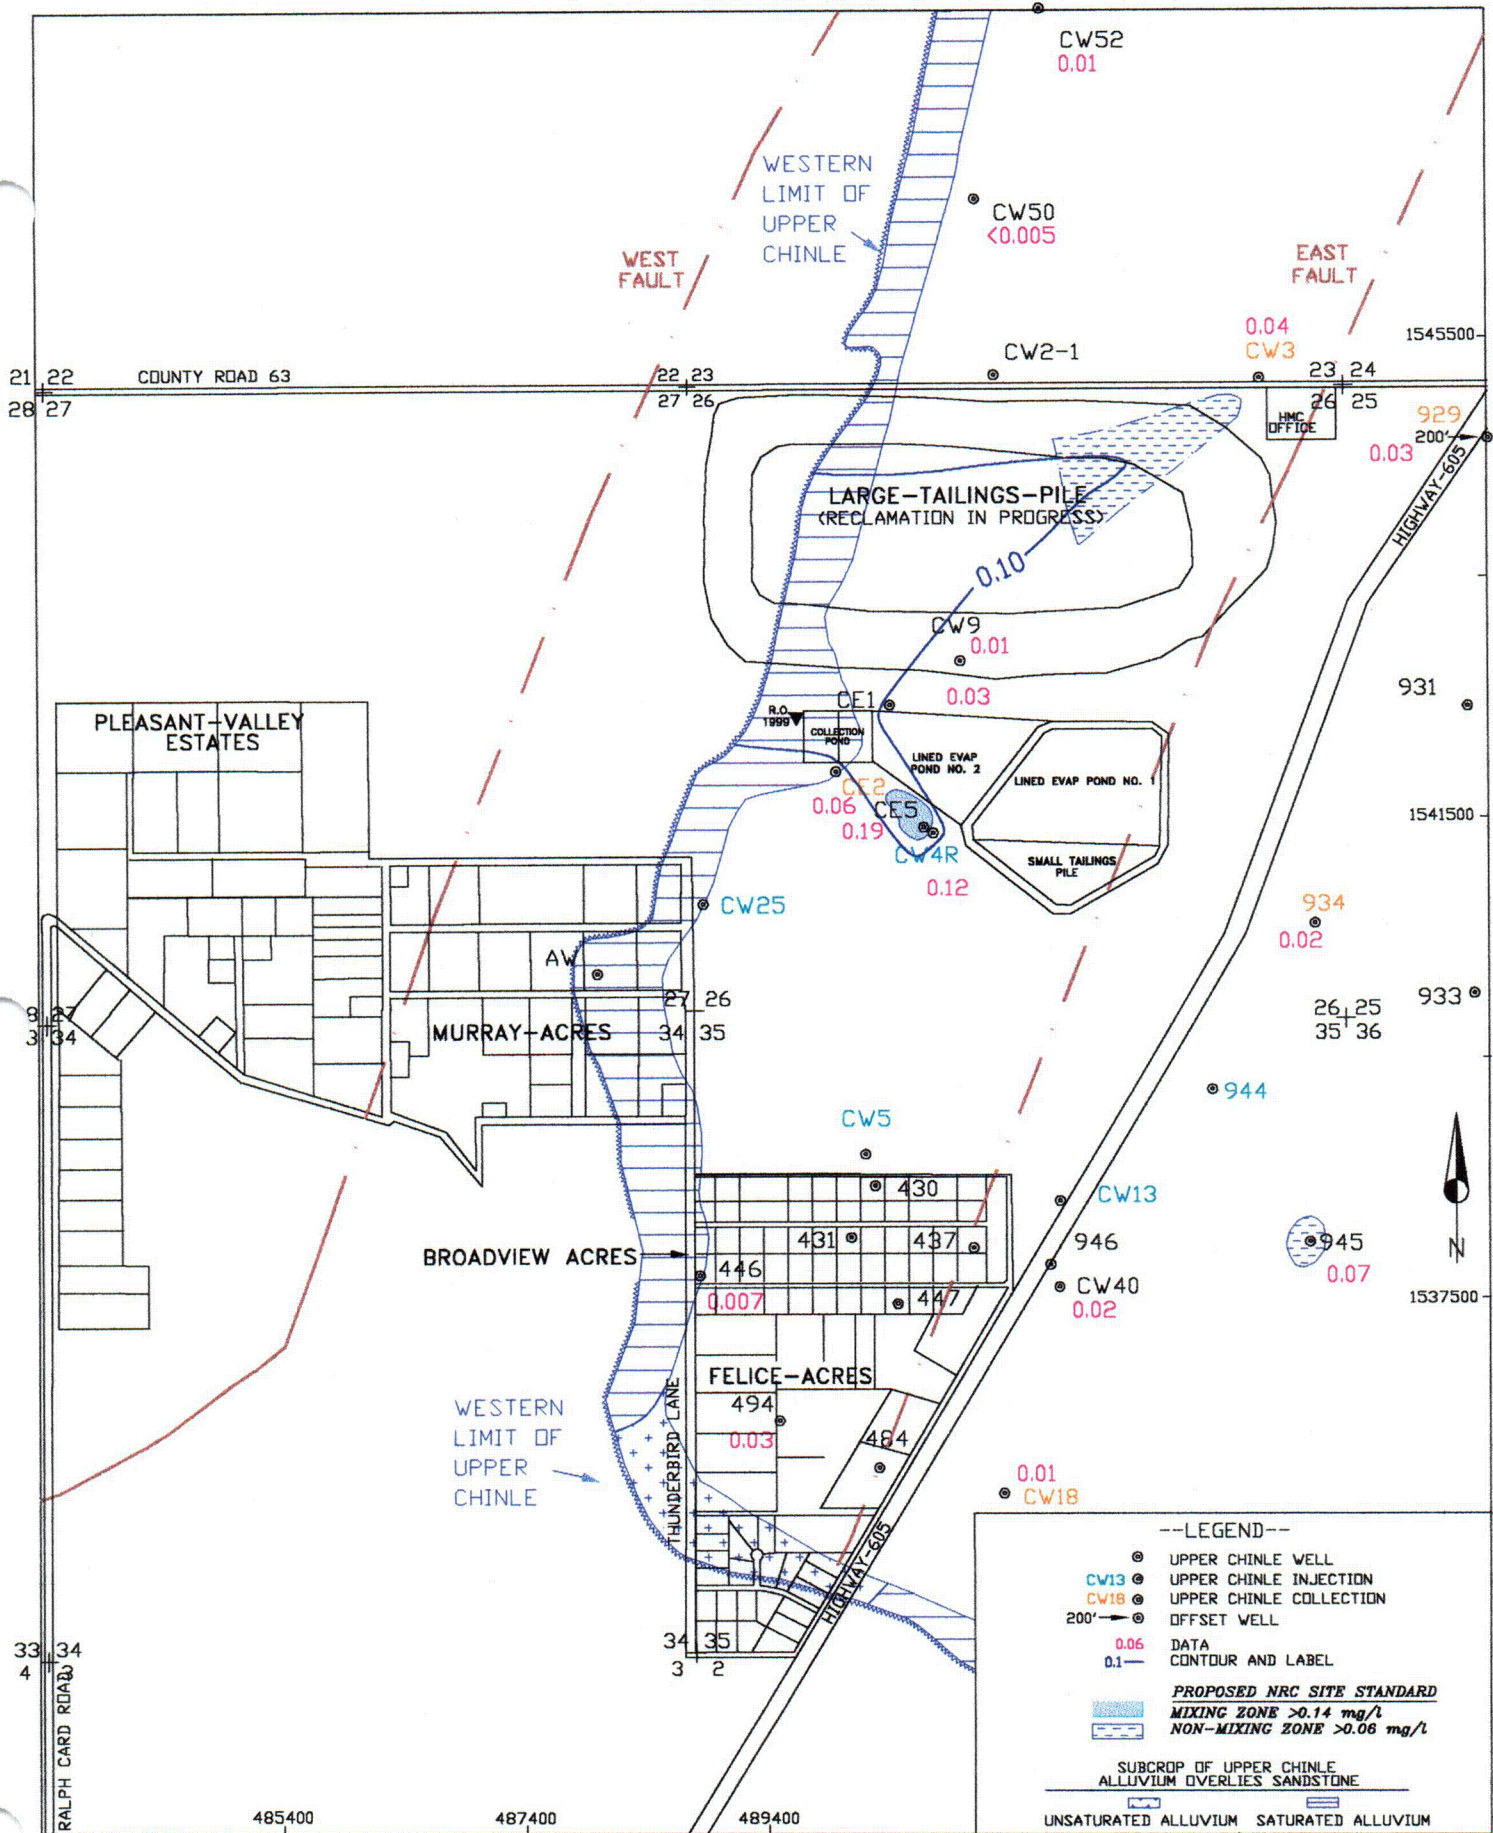 CW52
0.01
WESTERN
LIMIT OF
UPPER
CHINLE
CW50
<0.005
WEST
FAULT
EAST
FAULT
0.04
CW3
1545500
CW2-1
21 22
COUNTY ROAD 63
22 23
23 24
28 27
27 26
26 25
HMC
OFFICE
929
200'
0.03
HIGHWAY-605
LARGE-TAILINGS-PILE
(RECLAMATION IN PROGRESS)
0.10
CW9
0.01
CE1
0.03
931
R.O.
1999
COLLECTION
POND
PLEASANT-VALLEY
ESTATES
LINED EVAP
POND NO. 2
LINED EVAP POND NO. 1
CE2
0.06
CE5
0.19
1541500
CW4R
0.12
SMALL TAILINGS
PILE
CW25
934
0.02
AW
27 26
34 35
933
26 25
35 36
27
34
MURRAY-ACRES
944
CW5
430
CW13
431
437
946
945
0.07
BROADVIEW ACRES
446
0.007
447
CW40
0.02
1537500
N
FELICE-ACRES
494
0.03
484
THUNDERBIRD LANE
WESTERN
LIMIT OF
UPPER
CHINLE
0.01
CW18
HIGHWAY-605
33 34
4 3
34 35
3 2
RALPH CARD ROAD
485400
487400
489400
--LEGEND--
UPPER CHINLE WELL
CW13 UPPER CHINLE INJECTION
CW18 UPPER CHINLE COLLECTION
200' OFFSET WELL
0.06 DATA
0.1 CONTOUR AND LABEL
PROPOSED NRC SITE STANDARD
MIXING ZONE >0.14 mg/l
NON-MIXING ZONE >0.06 mg/l
SUBCROP OF UPPER CHINLE
ALLUVIUM OVERLIES SANDSTONE
UNSATURATED ALLUVIUM SATURATED ALLUVIUM